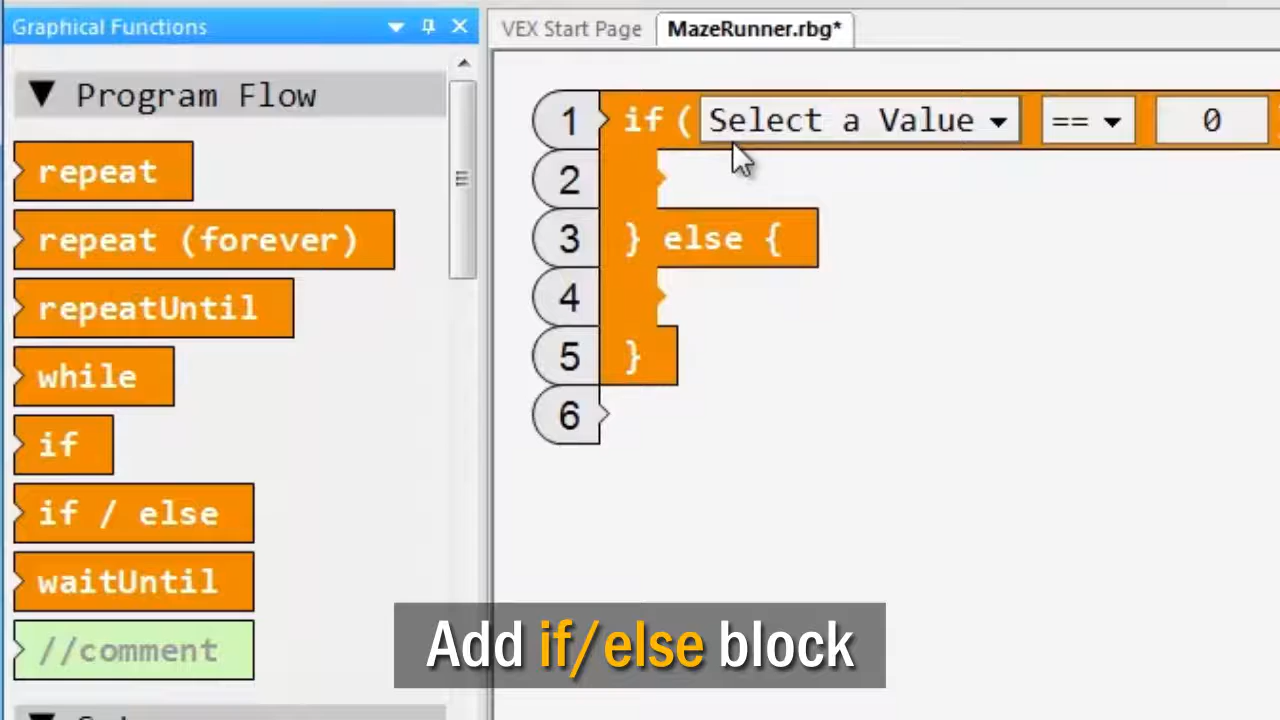 Graphical Functions
VEX Start Page
MazeRunner.rbg*
Program Flow
repeat
repeat (forever)
repeatUntil
while
if
if / else
waitUntil
//comment
1 if ( Select a Value == 0
2
3 } else {
4
5 }
6
Add if/else block